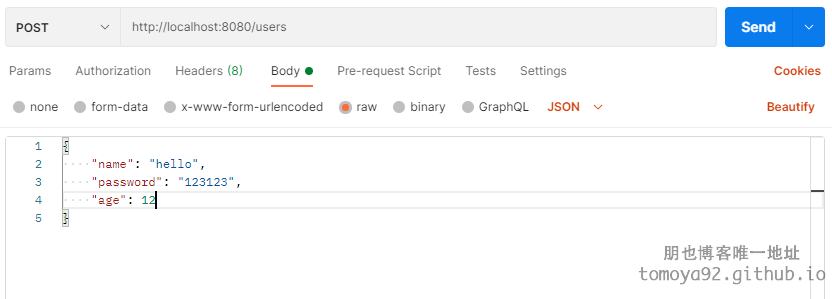 POST http://localhost:8080/users Send
Params Authorization Headers (8) Body Pre-request Script Tests Settings Cookies
none form-data x-www-form-urlencoded raw binary GraphQL JSON Beautify
1 {
2 ····"name": "hello",
3 ····"password": "123123",
4 ····"age": 12
5 }
朋也博客唯一地址
tomoya92.github.io